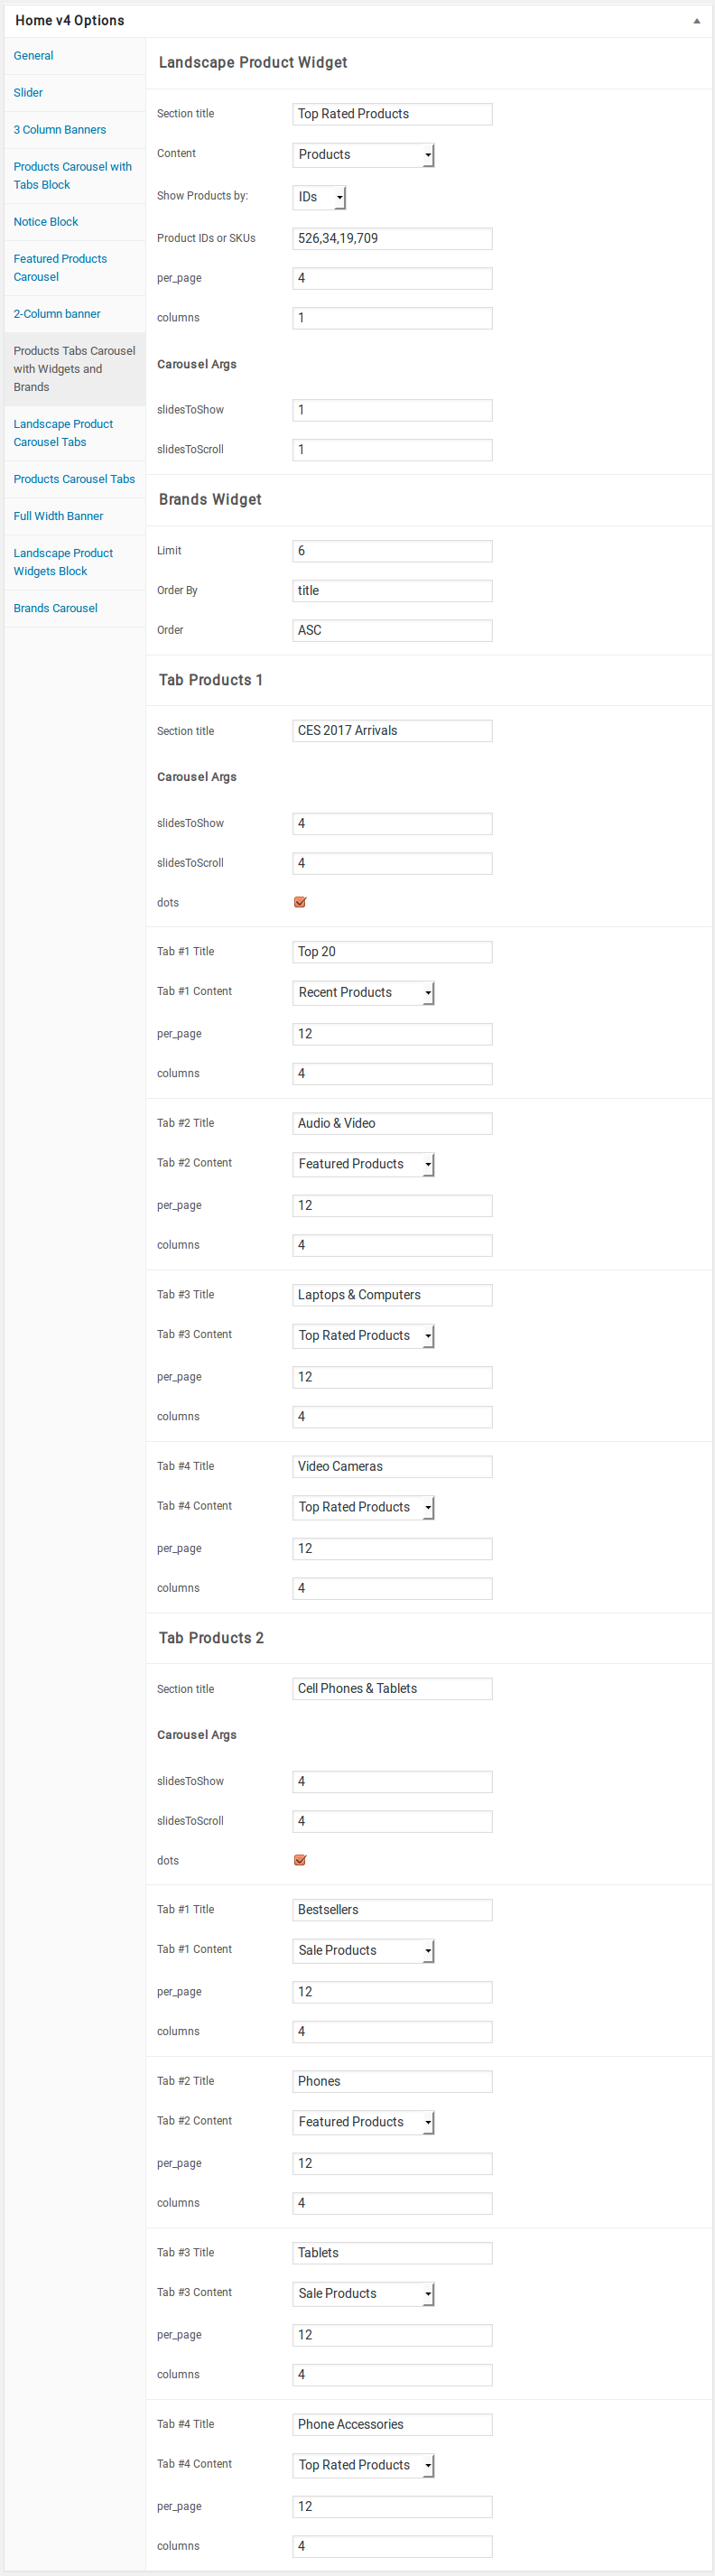 Home v4 Options
General
Slider
3 Column Banners
Products Carousel with
Tabs Block
Notice Block
Featured Products
Carousel
2-Column banner
Products Tabs Carousel
with Widgets and
Brands
Landscape Product
Carousel Tabs
Products Carousel Tabs
Full Width Banner
Landscape Product
Widgets Block
Brands Carousel
Landscape Product Widget
Section title Top Rated Products
Content Products
Show Products by: IDs
Product IDs or SKUs 526,34,19,709
per_page 4
columns 1
Carousel Args
slidesToShow 1
slidesToScroll 1
Brands Widget
Limit 6
Order By title
Order ASC
Tab Products 1
Section title CES 2017 Arrivals
Carousel Args
slidesToShow 4
slidesToScroll 4
dots
Tab #1 Title Top 20
Tab #1 Content Recent Products
per_page 12
columns 4
Tab #2 Title Audio & Video
Tab #2 Content Featured Products
per_page 12
columns 4
Tab #3 Title Laptops & Computers
Tab #3 Content Top Rated Products
per_page 12
columns 4
Tab #4 Title Video Cameras
Tab #4 Content Top Rated Products
per_page 12
columns 4
Tab Products 2
Section title Cell Phones & Tablets
Carousel Args
slidesToShow 4
slidesToScroll 4
dots
Tab #1 Title Bestsellers
Tab #1 Content Sale Products
per_page 12
columns 4
Tab #2 Title Phones
Tab #2 Content Featured Products
per_page 12
columns 4
Tab #3 Title Tablets
Tab #3 Content Sale Products
per_page 12
columns 4
Tab #4 Title Phone Accessories
Tab #4 Content Top Rated Products
per_page 12
columns 4